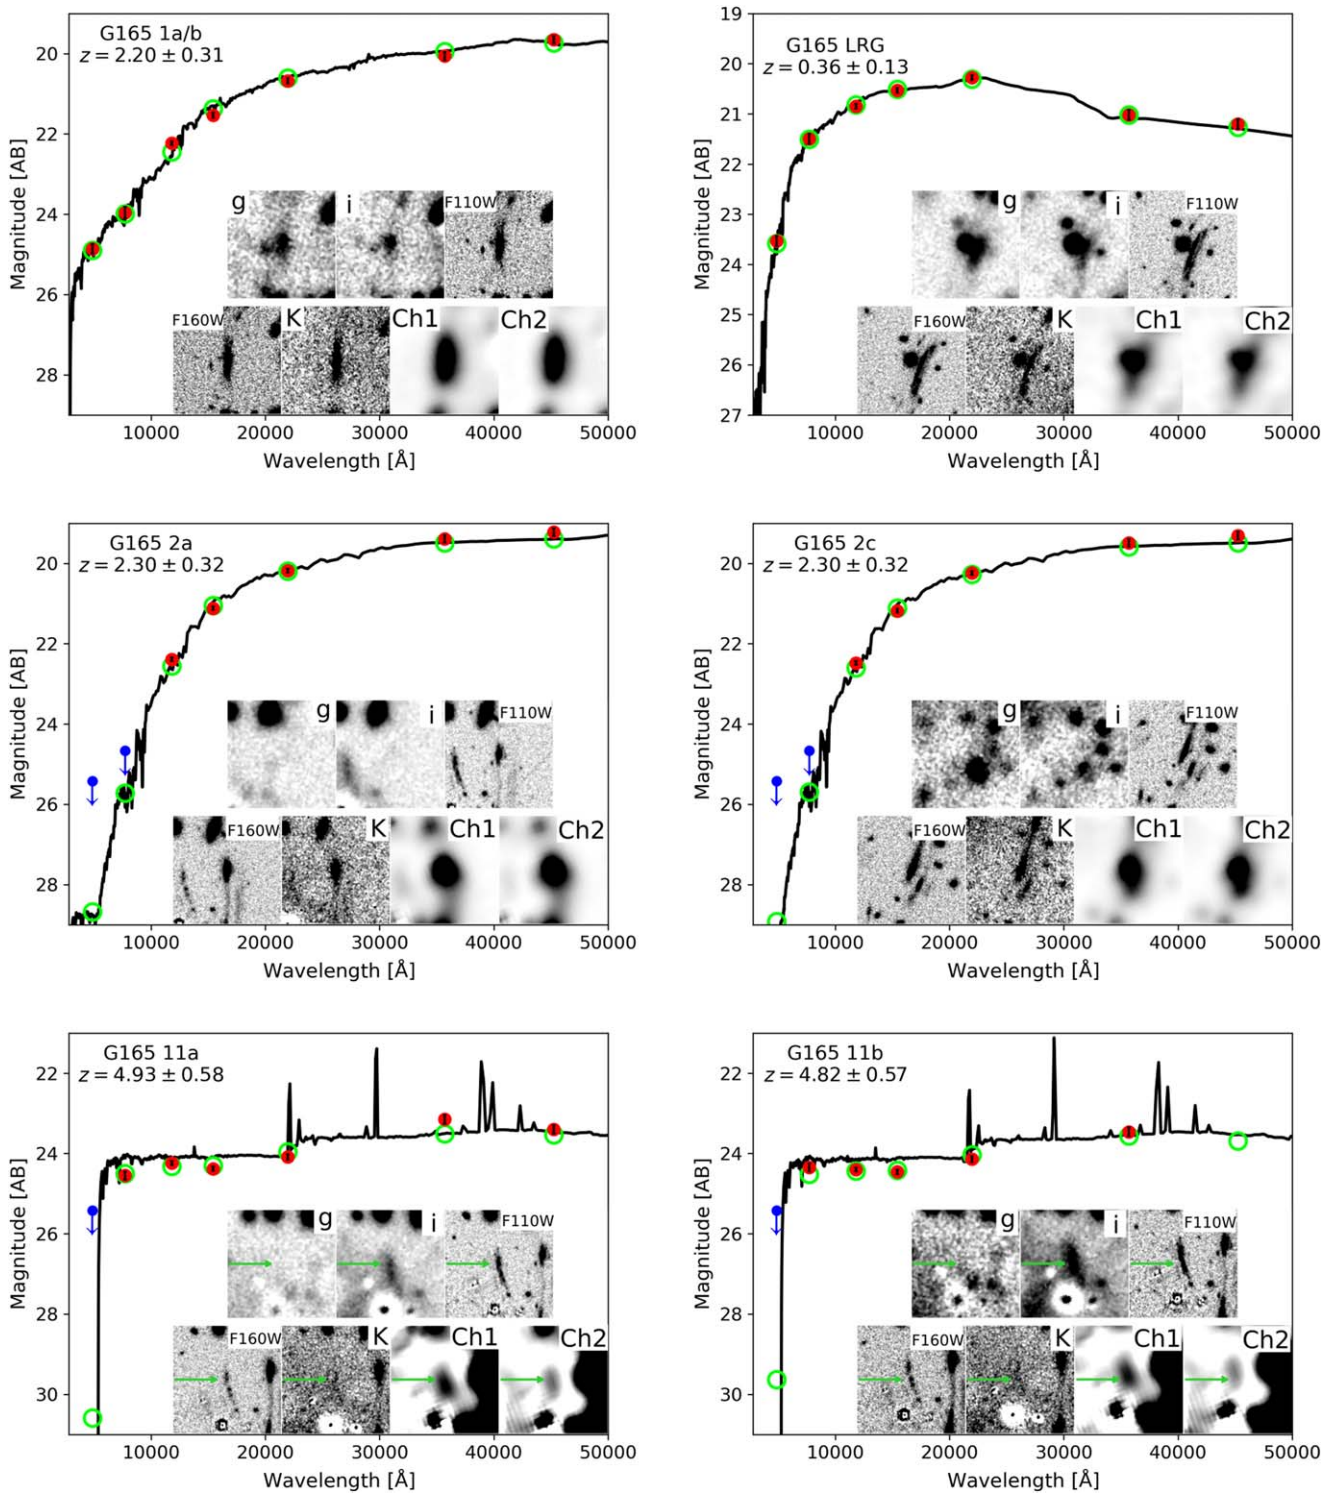 G165 1a/b
z = 2.20 ± 0.31
Magnitude [AB]
20
22
24
26
28
g
i
F110W
F160W
K
Ch1
Ch2
10000 20000 30000 40000 50000
Wavelength [Å]
G165 LRG
z = 0.36 ± 0.13
Magnitude [AB]
19
20
21
22
23
24
25
26
27
g
i
F110W
F160W
K
Ch1
Ch2
10000 20000 30000 40000 50000
Wavelength [Å]
G165 2a
z = 2.30 ± 0.32
Magnitude [AB]
20
22
24
26
28
g
i
F110W
F160W
K
Ch1
Ch2
10000 20000 30000 40000 50000
Wavelength [Å]
G165 2c
z = 2.30 ± 0.32
Magnitude [AB]
20
22
24
26
28
g
i
F110W
F160W
K
Ch1
Ch2
10000 20000 30000 40000 50000
Wavelength [Å]
G165 11a
z = 4.93 ± 0.58
Magnitude [AB]
22
24
26
28
30
g
i
F110W
F160W
K
Ch1
Ch2
10000 20000 30000 40000 50000
Wavelength [Å]
G165 11b
z = 4.82 ± 0.57
Magnitude [AB]
22
24
26
28
30
g
i
F110W
F160W
K
Ch1
Ch2
10000 20000 30000 40000 50000
Wavelength [Å]